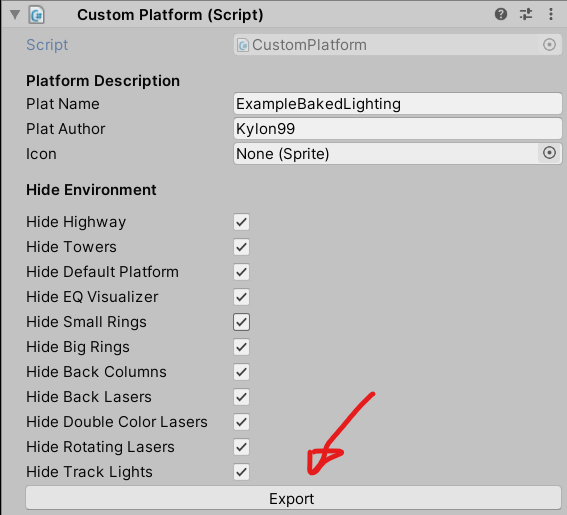 Custom Platform (Script)
Script CustomPlatform
Platform Description
Plat Name ExampleBakedLighting
Plat Author Kylon99
Icon None (Sprite)
Hide Environment
Hide Highway
Hide Towers
Hide Default Platform
Hide EQ Visualizer
Hide Small Rings
Hide Big Rings
Hide Back Columns
Hide Back Lasers
Hide Double Color Lasers
Hide Rotating Lasers
Hide Track Lights
Export